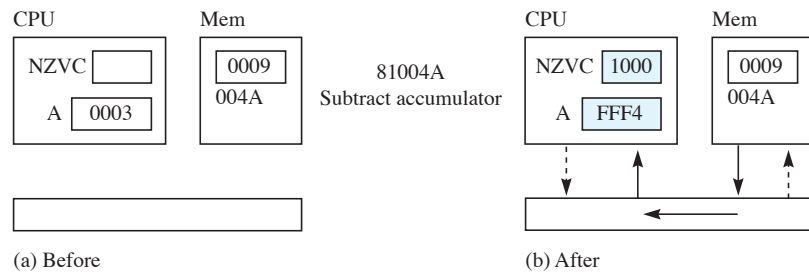 CPU
Mem
NZVC
A 0003
0009
004A
81004A
Subtract accumulator
CPU
Mem
NZVC 1000
A FFF4
0009
004A
(a) Before
(b) After